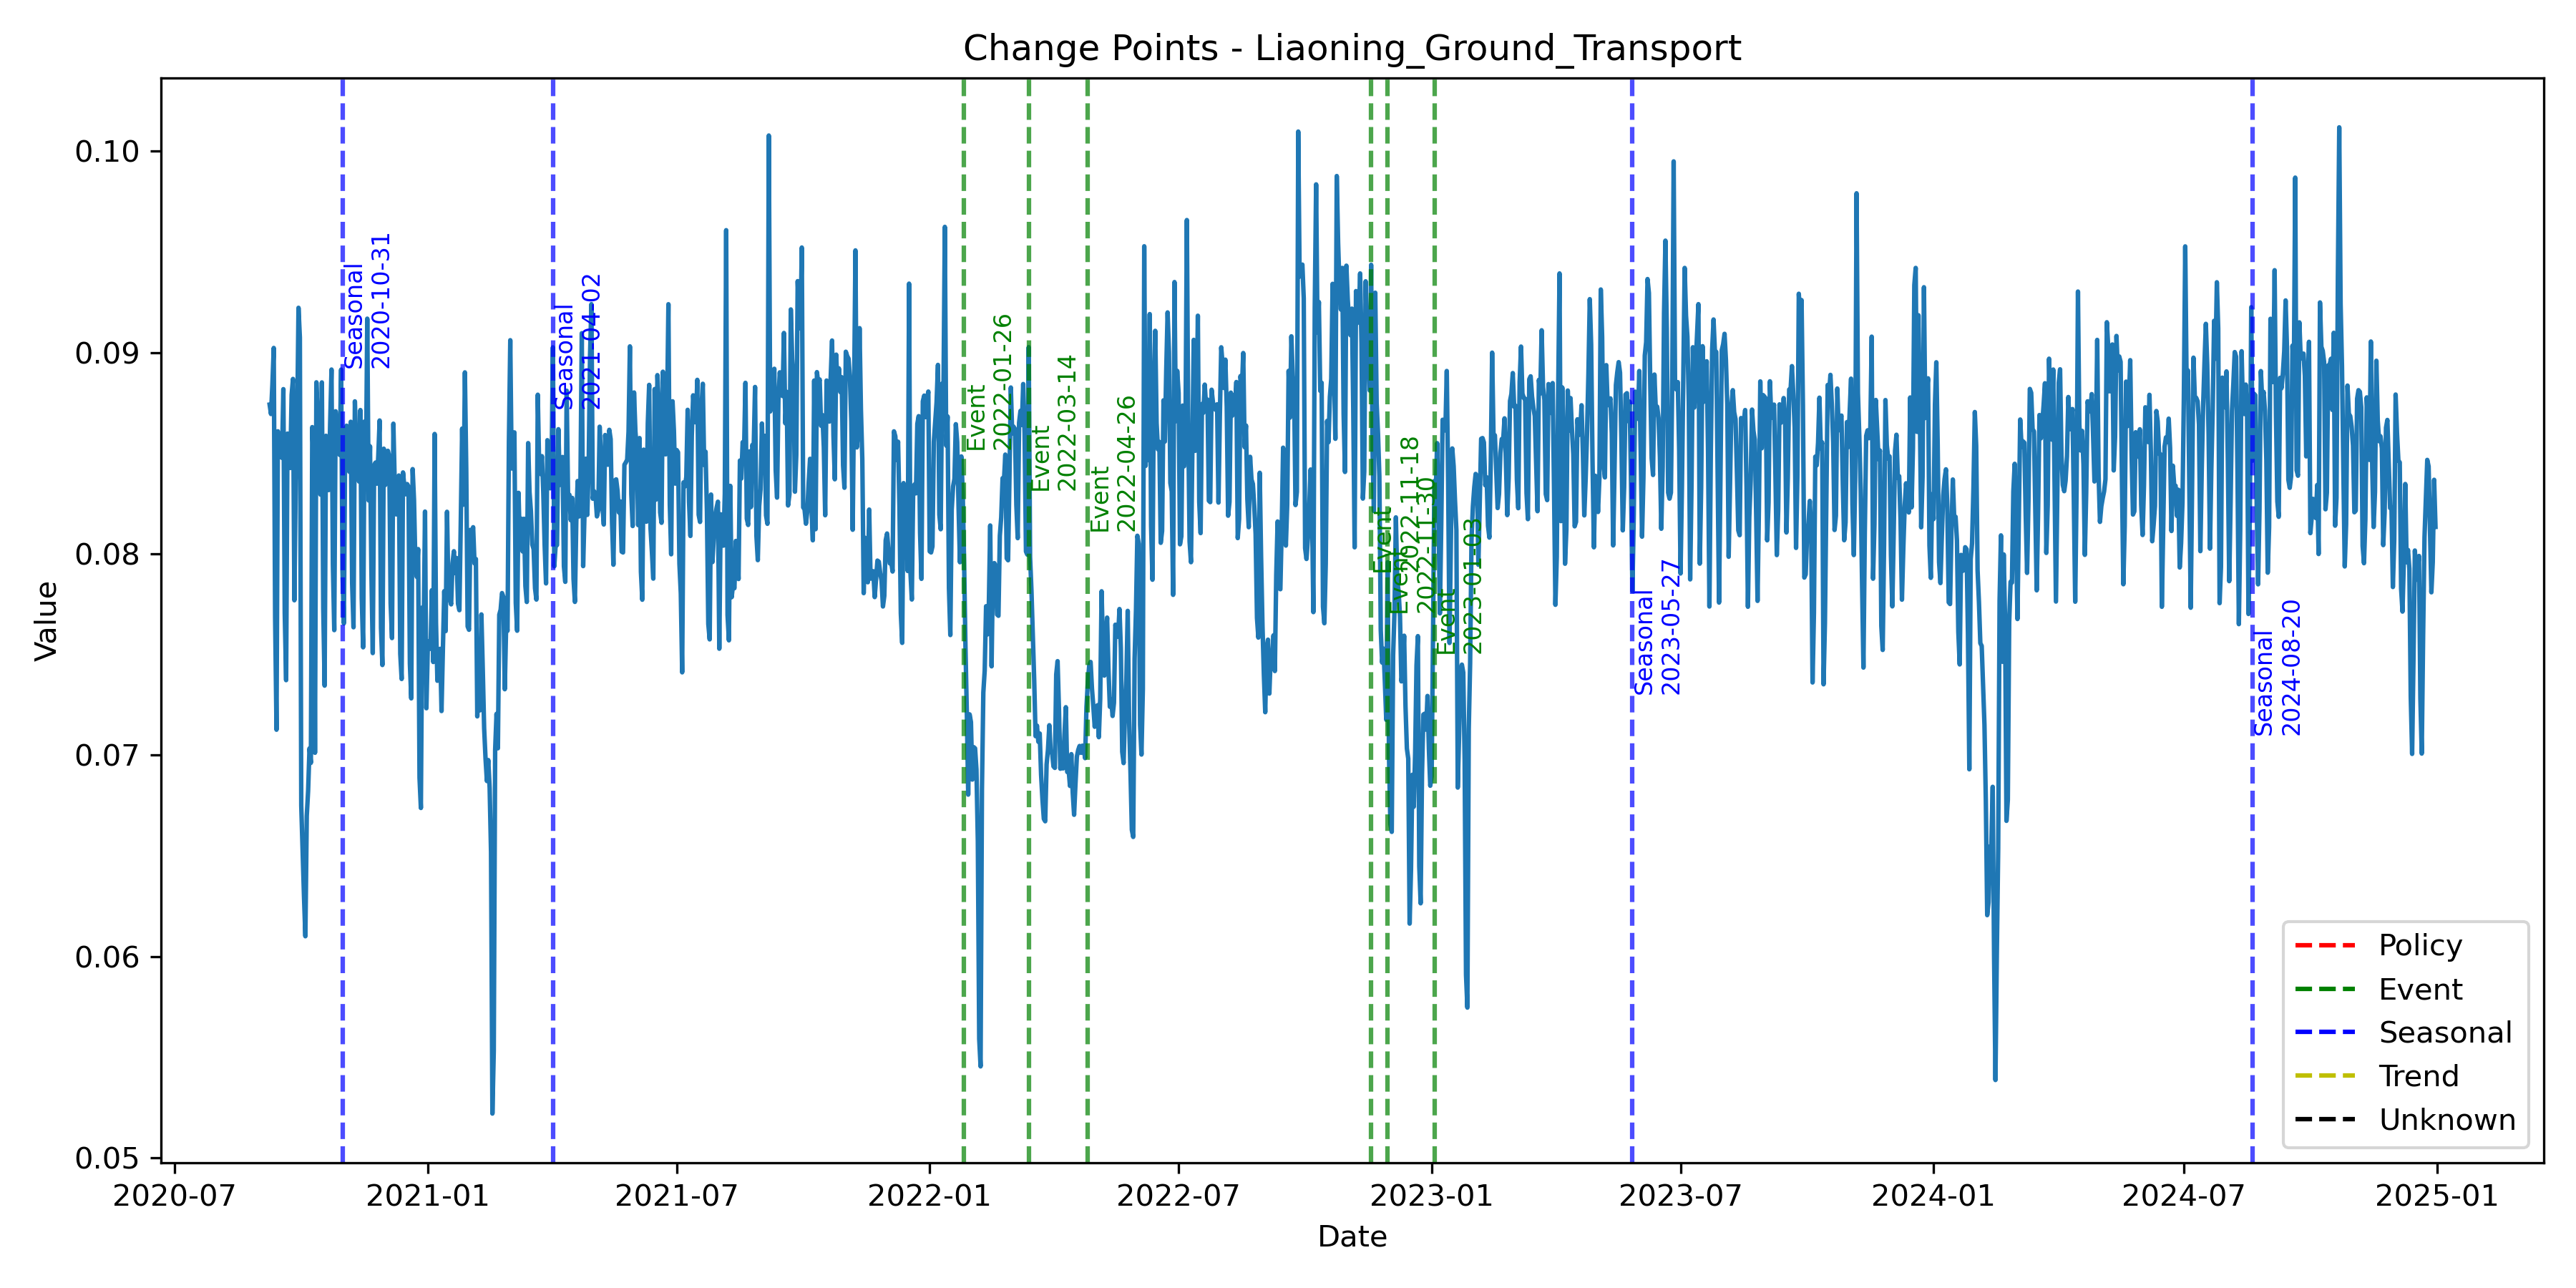 Change Points - Liaoning_Ground_Transport
Value
0.10
0.09
0.08
0.07
0.06
0.05
Seasonal
2020-10-31
Seasonal
2021-04-02
Event
2022-01-26
Event
2022-03-14
Event
2022-04-26
Event
2022-11-18
Event
2022-11-30
Event
2023-01-03
Seasonal
2023-05-27
Seasonal
2024-08-20
Policy
Event
Seasonal
Trend
Unknown
2020-07
2021-01
2021-07
2022-01
2022-07
2023-01
2023-07
2024-01
2024-07
2025-01
Date